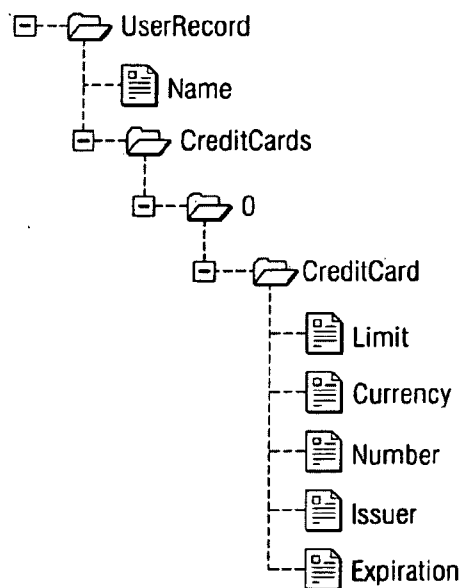 UserRecord
Name
CreditCards
0
CreditCard
Limit
Currency
Number
Issuer
Expiration